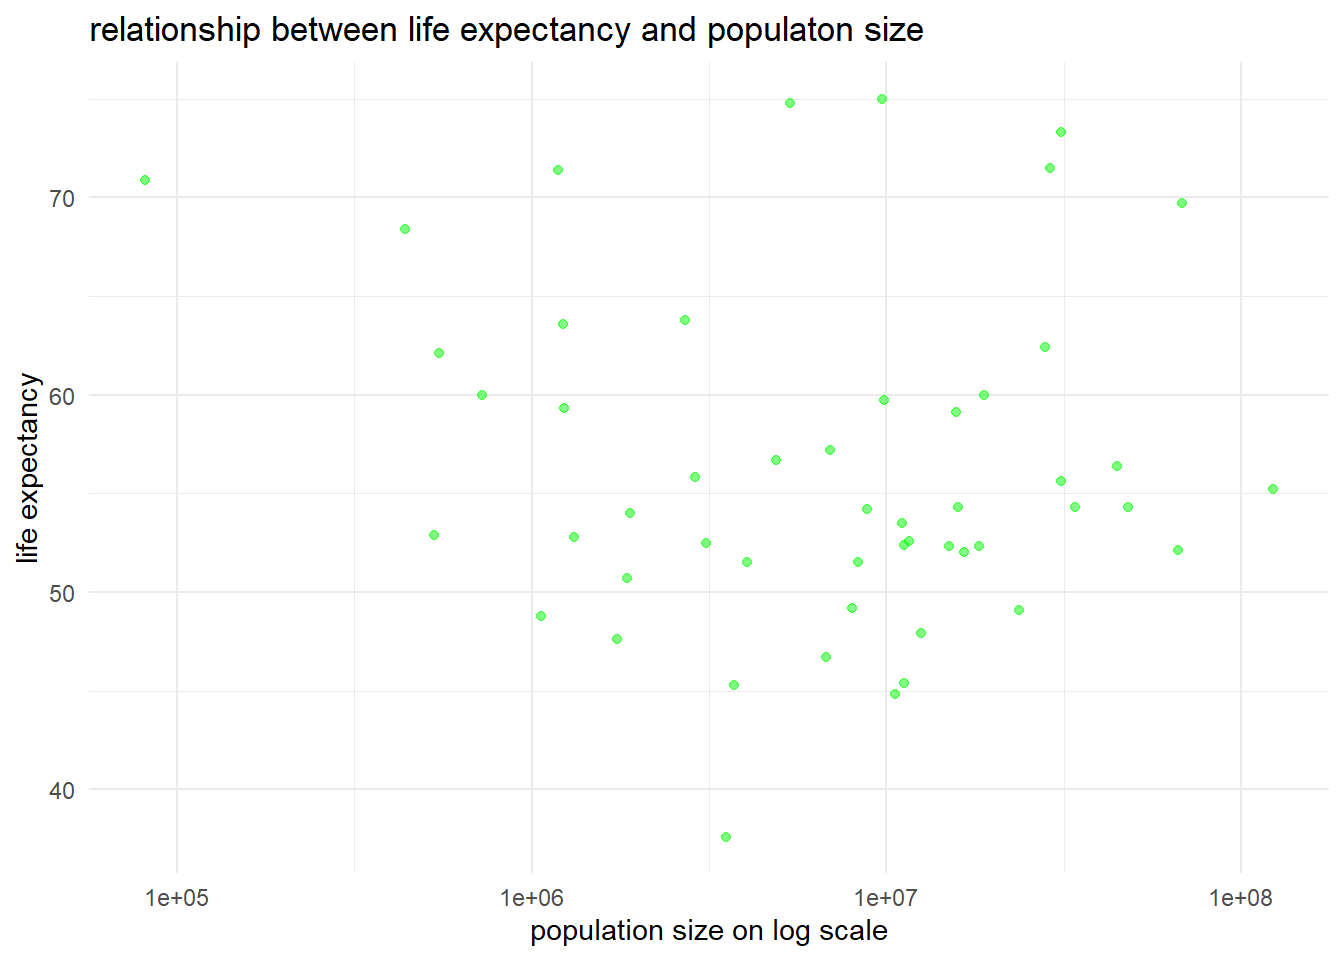 relationship between life expectancy and populaton size
life expectancy
70
60
50
40
1e+05
1e+06
1e+07
1e+08
population size on log scale